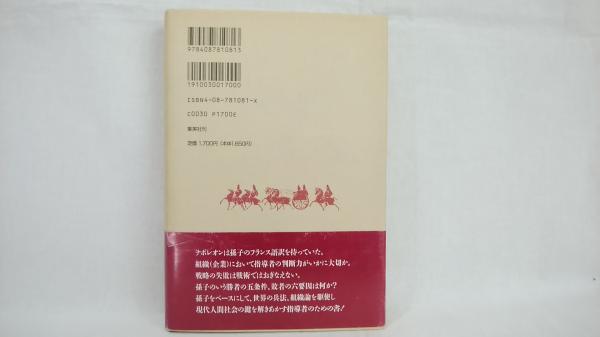 9784087810813
1910030017000
ISBN4-08-781081-X
C0030 P1700E
集英社刊
定価1,700円（本体1,650円）
ナポレオンは孫子のフランス語訳を持っていた。
組織（企業）において指導者の判断力がいかに大切か。
戦略の失敗は戦術ではおぎなえない。
孫子のいう勝者の五条件、敗者の六要因は何か？
孫子をベースにして、世界の兵法、組織論を駆使し
現代人間社会の鍵を解きあかす指導者のための書！